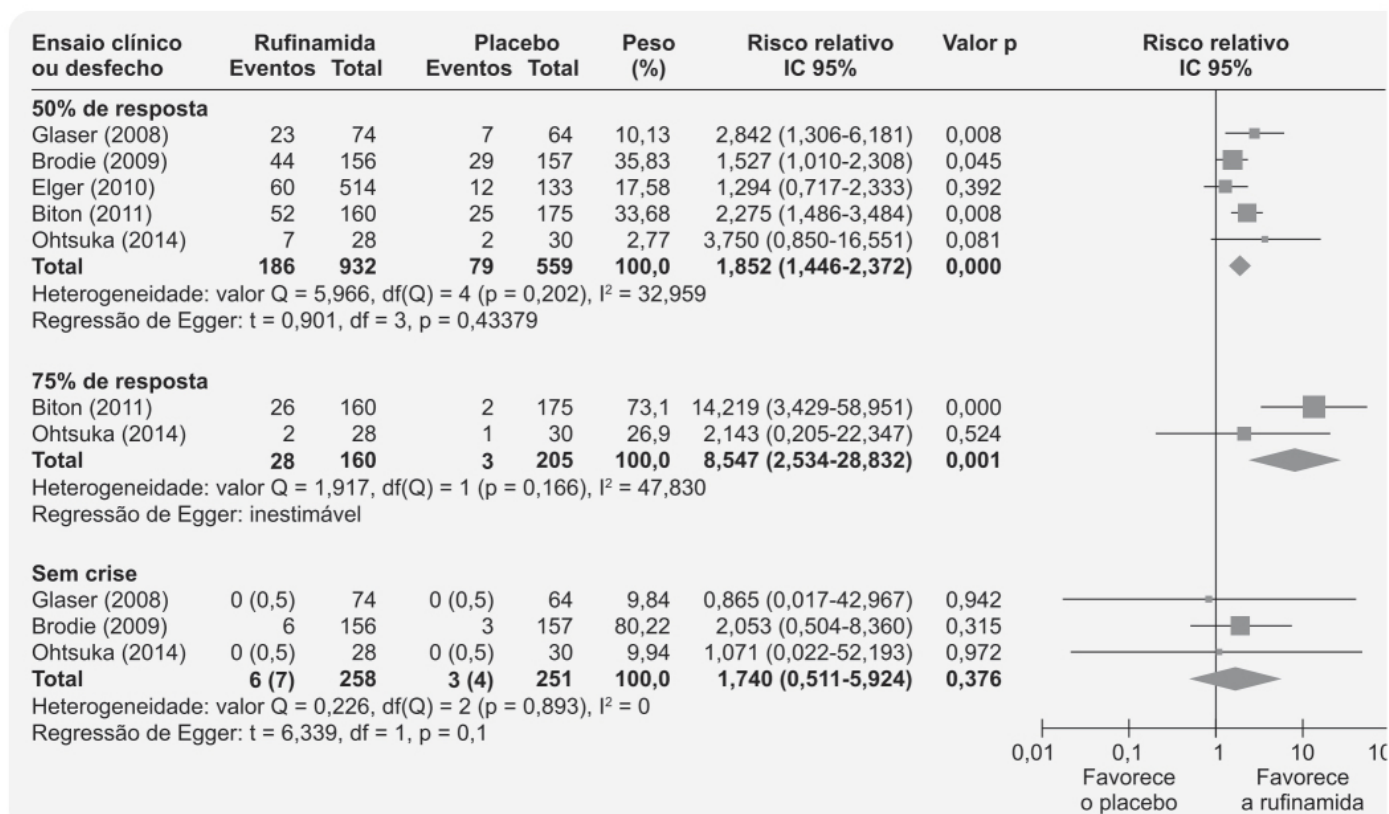 Ensaio clínico ou desfecho Rufinamida Eventos Total Placebo Eventos Total Peso (%) Risco relativo IC 95% Valor p Risco relativo IC 95%
50% de resposta
Glaser (2008) 23 74 7 64 10,13 2,842 (1,306-6,181) 0,008
Brodie (2009) 44 156 29 157 35,83 1,527 (1,010-2,308) 0,045
Elger (2010) 60 514 12 133 17,58 1,294 (0,717-2,333) 0,392
Biton (2011) 52 160 25 175 33,68 2,275 (1,486-3,484) 0,008
Ohtsuka (2014) 7 28 2 30 2,77 3,750 (0,850-16,551) 0,081
Total 186 932 79 559 100,0 1,852 (1,446-2,372) 0,000
Heterogeneidade: valor Q = 5,966, df(Q) = 4 (p = 0,202), I² = 32,959
Regressão de Egger: t = 0,901, df = 3, p = 0,43379
75% de resposta
Biton (2011) 26 160 2 175 73,1 14,219 (3,429-58,951) 0,000
Ohtsuka (2014) 2 28 1 30 26,9 2,143 (0,205-22,347) 0,524
Total 28 160 3 205 100,0 8,547 (2,534-28,832) 0,001
Heterogeneidade: valor Q = 1,917, df(Q) = 1 (p = 0,166), I² = 47,830
Regressão de Egger: inestimável
Sem crise
Glaser (2008) 0 (0,5) 74 0 (0,5) 64 9,84 0,865 (0,017-42,967) 0,942
Brodie (2009) 6 156 3 157 80,22 2,053 (0,504-8,360) 0,315
Ohtsuka (2014) 0 (0,5) 28 0 (0,5) 30 9,94 1,071 (0,022-52,193) 0,972
Total 6 (7) 258 3 (4) 251 100,0 1,740 (0,511-5,924) 0,376
Heterogeneidade: valor Q = 0,226, df(Q) = 2 (p = 0,893), I² = 0
Regressão de Egger: t = 6,339, df = 1, p = 0,1
0,01 0,1 1 10
Favorece o placebo
Favorece a rufinamida